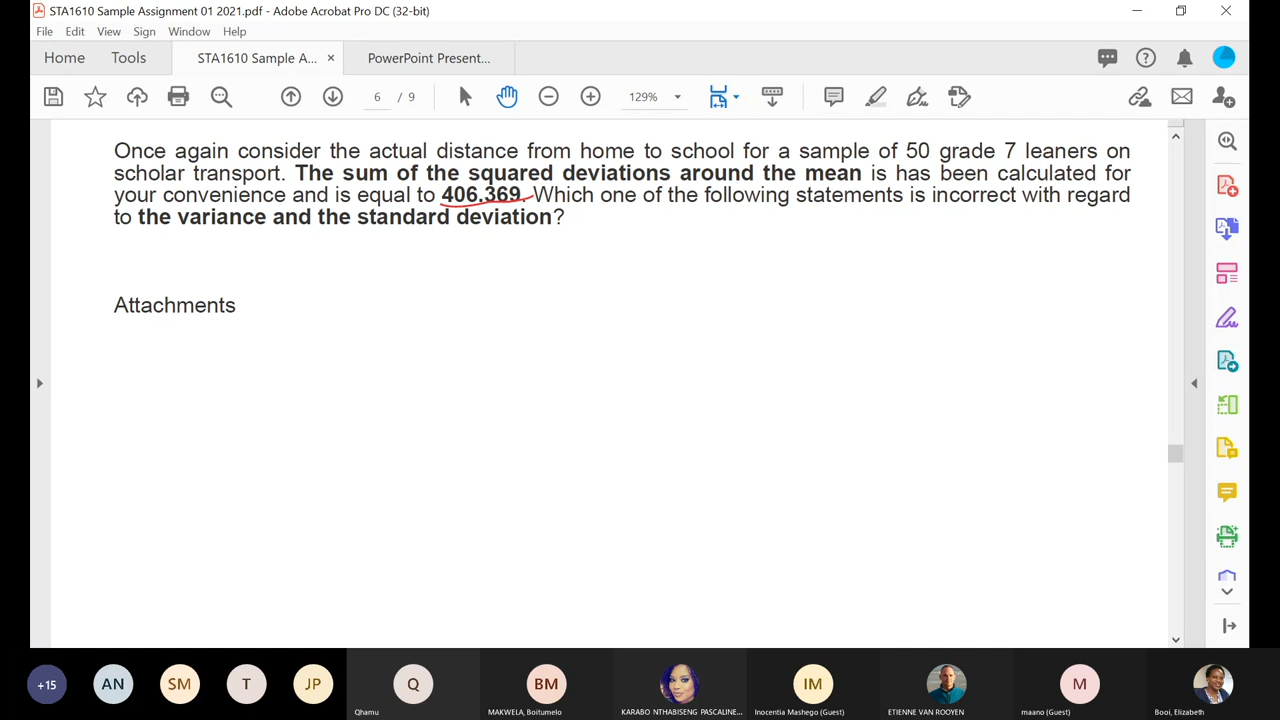 STA1610 Sample Assignment 01 2021.pdf - Adobe Acrobat Pro DC (32-bit)
File Edit View Sign Window Help
Home Tools STA1610 Sample A... × PowerPoint Present...
6 / 9 129%
Once again consider the actual distance from home to school for a sample of 50 grade 7 leaners on
scholar transport. The sum of the squared deviations around the mean is has been calculated for
your convenience and is equal to 406.369. Which one of the following statements is incorrect with regard
to the variance and the standard deviation?
Attachments
+15 AN SM T JP Q BM IM M
Qhamu MAKWELA, Boitumelo KARABO NTHABISENG PASCALINE... Inocentia Mashego (Guest) ETIENNE VAN ROOYEN maano (Guest) Booi, Elizabeth